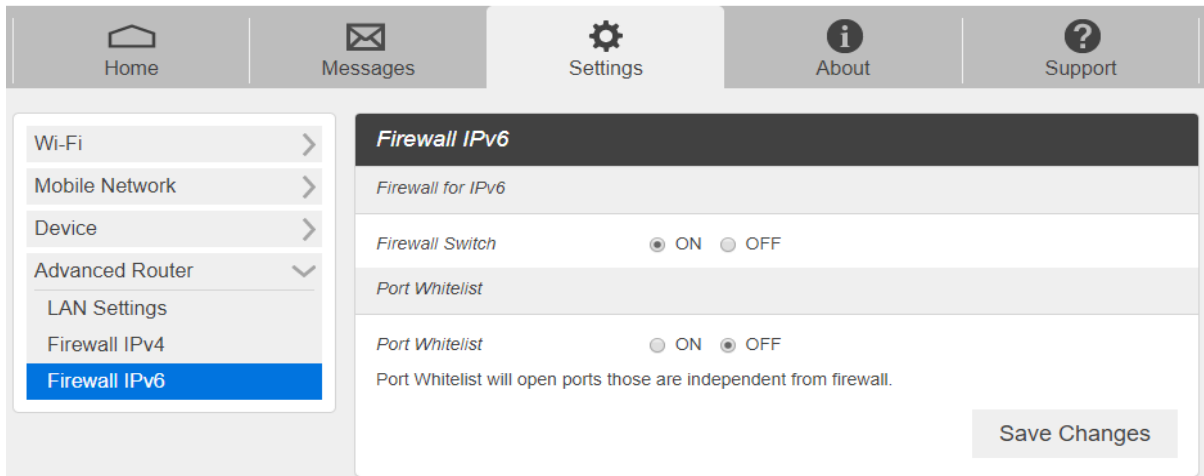 Home
Messages
Settings
About
Support
Wi-Fi
Mobile Network
Device
Advanced Router
LAN Settings
Firewall IPv4
Firewall IPv6
Firewall IPv6
Firewall for IPv6
Firewall Switch ON OFF
Port Whitelist
Port Whitelist ON OFF
Port Whitelist will open ports those are independent from firewall.
Save Changes